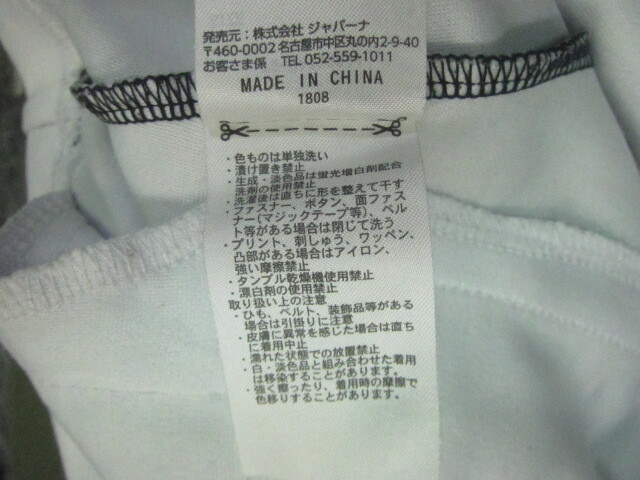 発売元：株式会社 ジャバーナ
〒460-0002 名古屋市中区丸の内2-9-40
お客さま係 TEL 052-559-1011
MADE IN CHINA
1808
・色ものは単独洗い
・漬け置き禁止
・生成・淡色品は蛍光増白剤配合
洗剤の使用禁止
・洗濯後は直ちに形を整えて干す
・ファスナー、ボタン、面ファス
ナー(マジックテープ等)、ベル
ト等がある場合は閉じて洗う
・プリント、刺しゅう、ワッペン、
凸部がある場合はアイロン、
強い摩擦禁止
・タンブル乾燥機使用禁止
・漂白剤の使用禁止
取り扱い上の注意
・ひも、ベルト、装飾品等がある
場合は引掛りに注意
・皮膚に異常を感じた場合は直ち
に着用中止
・濡れた状態での放置禁止
・白・淡色品と組み合わせた着用
は移染することがあります。
・強く擦ったり、着用時の摩擦で
色移りすることがあります。